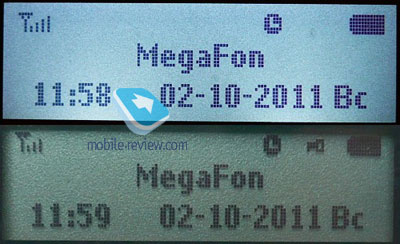 MegaFon
11:58 02-10-2011 Вс
mobile-review.com
MegaFon
11:59 02-10-2011 Вс